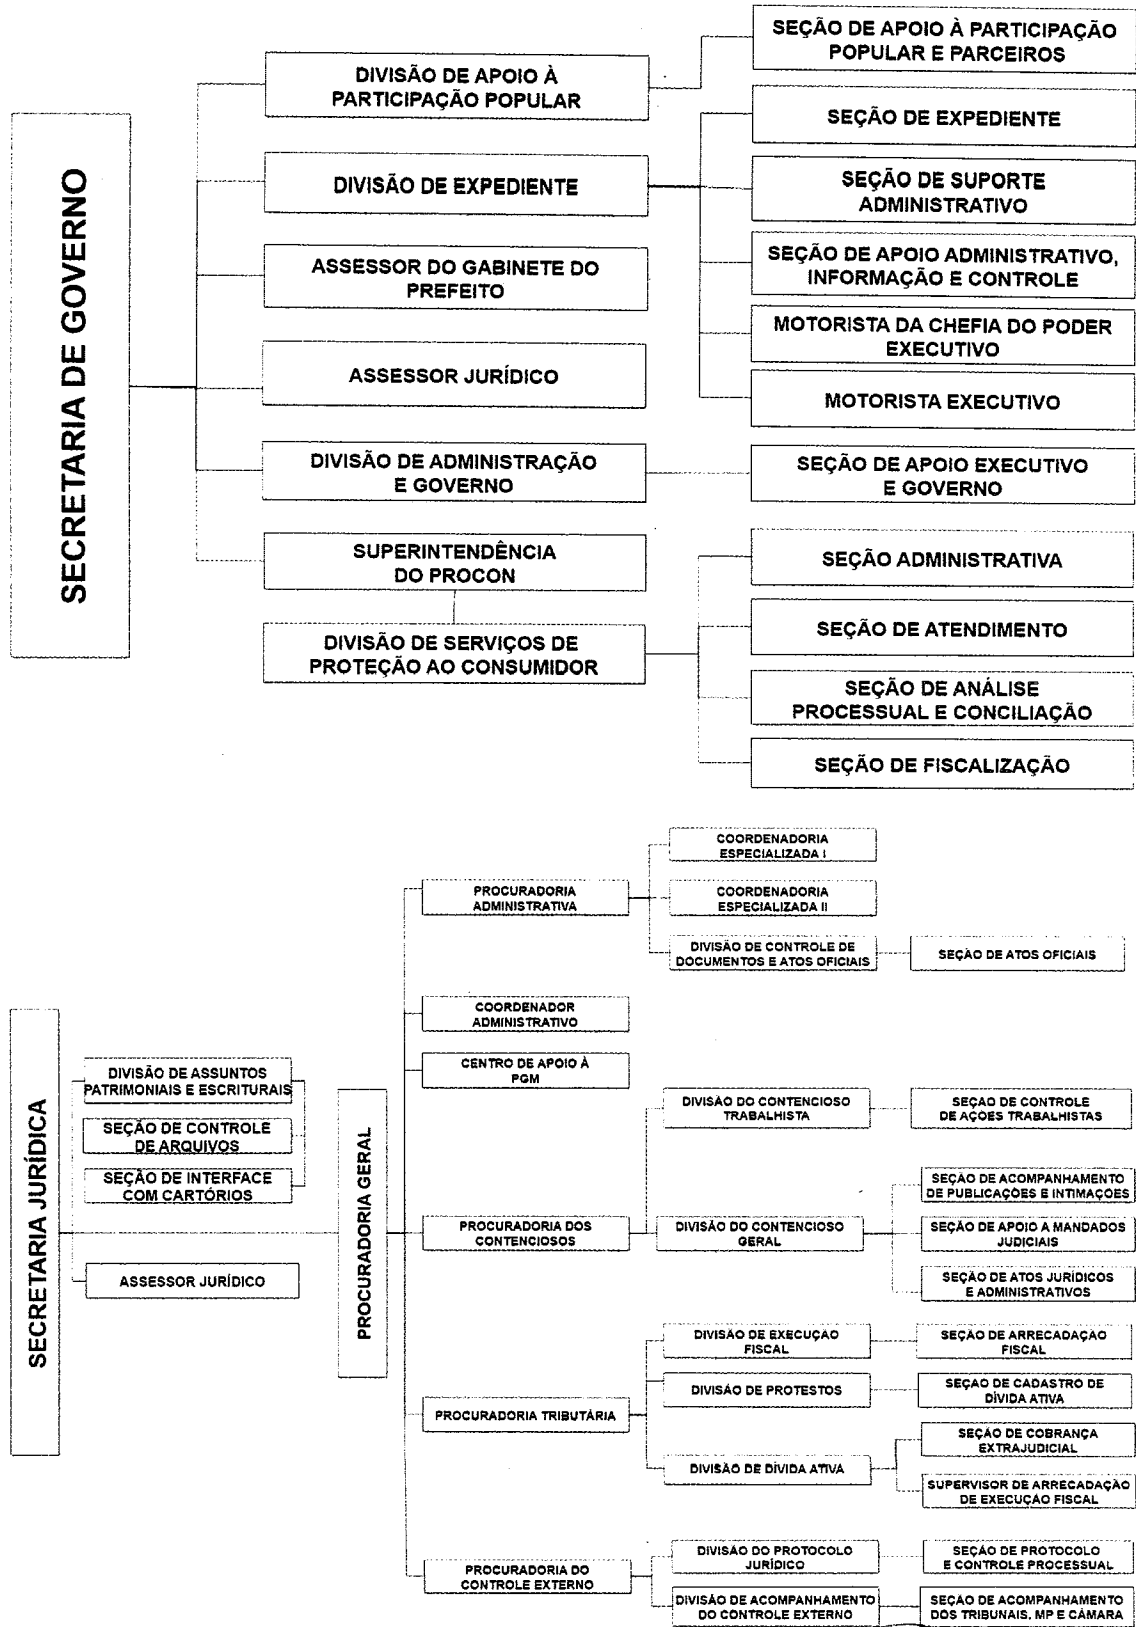 SECRETARIA DE GOVERNO
DIVISÃO DE APOIO À
PARTICIPAÇÃO POPULAR
SEÇÃO DE APOIO À PARTICIPAÇÃO
POPULAR E PARCEIROS
DIVISÃO DE EXPEDIENTE
SEÇÃO DE EXPEDIENTE
SEÇÃO DE SUPORTE
ADMINISTRATIVO
SEÇÃO DE APOIO ADMINISTRATIVO,
INFORMAÇÃO E CONTROLE
MOTORISTA DA CHEFIA DO PODER
EXECUTIVO
MOTORISTA EXECUTIVO
ASSESSOR DO GABINETE DO
PREFEITO
ASSESSOR JURÍDICO
DIVISÃO DE ADMINISTRAÇÃO
E GOVERNO
SEÇÃO DE APOIO EXECUTIVO
E GOVERNO
SUPERINTENDÊNCIA
DO PROCON
DIVISÃO DE SERVIÇOS DE
PROTEÇÃO AO CONSUMIDOR
SEÇÃO ADMINISTRATIVA
SEÇÃO DE ATENDIMENTO
SEÇÃO DE ANÁLISE
PROCESSUAL E CONCILIAÇÃO
SEÇÃO DE FISCALIZAÇÃO
SECRETARIA JURÍDICA
DIVISÃO DE ASSUNTOS
PATRIMONIAIS E ESCRITURAIS
SEÇÃO DE CONTROLE
DE ARQUIVOS
SEÇÃO DE INTERFACE
COM CARTÓRIOS
ASSESSOR JURÍDICO
PROCURADORIA GERAL
PROCURADORIA
ADMINISTRATIVA
COORDENADORIA
ESPECIALIZADA I
COORDENADORIA
ESPECIALIZADA II
DIVISÃO DE CONTROLE DE
DOCUMENTOS E ATOS OFICIAIS
SEÇÃO DE ATOS OFICIAIS
COORDENADOR
ADMINISTRATIVO
CENTRO DE APOIO À
PGM
PROCURADORIA DOS
CONTENCIOSOS
DIVISÃO DO CONTENCIOSO
TRABALHISTA
SEÇÃO DE CONTROLE
DE AÇÕES TRABALHISTAS
DIVISÃO DO CONTENCIOSO
GERAL
SEÇÃO DE ACOMPANHAMENTO
DE PUBLICAÇÕES E INTIMAÇÕES
SEÇÃO DE APOIO A MANDADOS
JUDICIAIS
SEÇÃO DE ATOS JURÍDICOS
E ADMINISTRATIVOS
PROCURADORIA TRIBUTÁRIA
DIVISÃO DE EXECUÇÃO
FISCAL
SEÇÃO DE ARRECADAÇÃO
FISCAL
DIVISÃO DE PROTESTOS
SEÇÃO DE CADASTRO DE
DÍVIDA ATIVA
DIVISÃO DE DÍVIDA ATIVA
SEÇÃO DE COBRANÇA
EXTRAJUDICIAL
SUPERVISOR DE ARRECADAÇÃO
DE EXECUÇÃO FISCAL
PROCURADORIA DO
CONTROLE EXTERNO
DIVISÃO DO PROTOCOLO
JURÍDICO
SEÇÃO DE PROTOCOLO
E CONTROLE PROCESSUAL
DIVISÃO DE ACOMPANHAMENTO
DO CONTROLE EXTERNO
SEÇÃO DE ACOMPANHAMENTO
DOS TRIBUNAIS, MP E CÂMARA